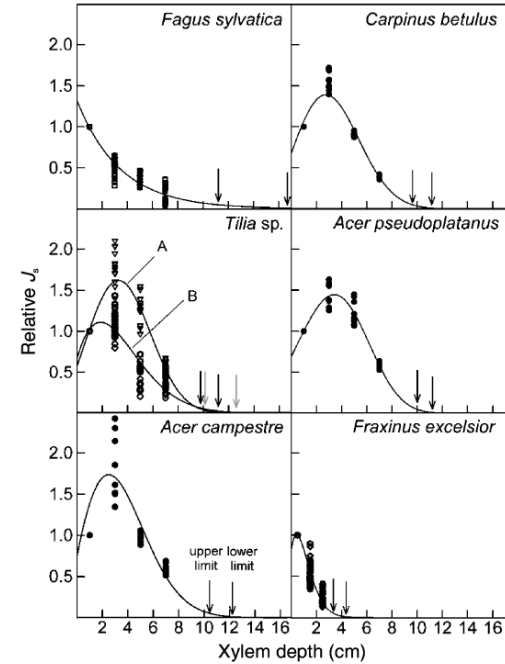 Fagus sylvatica
Carpinus betulus
2.0
1.5
1.0
0.5
Tilia sp.
Acer pseudoplatanus
A
B
2.0
1.5
1.0
0.5
Relative Js
Acer campestre
Fraxinus excelsior
2.0
1.5
1.0
0.5
upper limit
lower limit
2 4 6 8 10 12 14 16
2 4 6 8 10 12 14 16
Xylem depth (cm)
Xylem depth (cm)